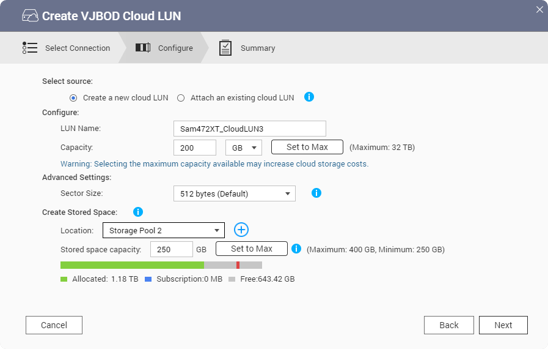 Create VJBOD Cloud LUN
Select Connection Configure Summary
Select source:
Create a new cloud LUN Attach an existing cloud LUN
Configure:
LUN Name: Sam472XT_CloudLUN3
Capacity: 200 GB Set to Max (Maximum: 32 TB)
Warning: Selecting the maximum capacity available may increase cloud storage costs.
Advanced Settings:
Sector Size: 512 bytes (Default)
Create Stored Space:
Location: Storage Pool 2
Stored space capacity: 250 GB Set to Max (Maximum: 400 GB, Minimum: 250 GB)
Allocated: 1.18 TB Subscription:0 MB Free:643.42 GB
Cancel Back Next